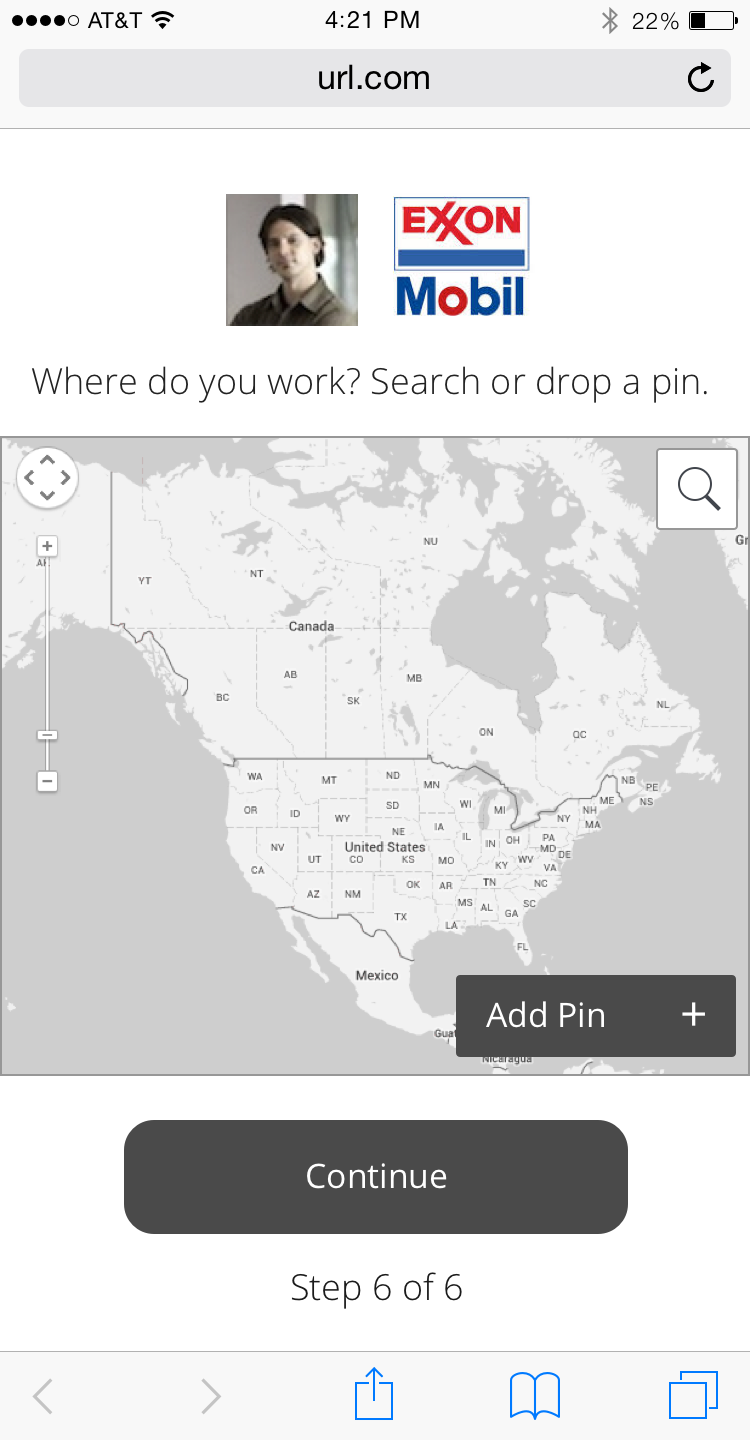 AT&T 4:21 PM 22%
url.com
EXXON
Mobil
Where do you work? Search or drop a pin.
NU
Gr
NT
YT
Canada
AB
MB
BC
SK
NL
ON
QC
WA
MT
ND
MN
NB
PE
OR
ID
WY
SD
WI
MI
NY
NH
ME
NS
MA
NV
NE
IA
IL
IN
OH
PA
MD
DE
United States
UT
CO
KS
MO
KY
WV
VA
CA
AZ
NM
OK
AR
TN
NC
TX
MS
AL
GA
SC
LA
FL
Mexico
Guat
Nicaragua
Add Pin +
Continue
Step 6 of 6